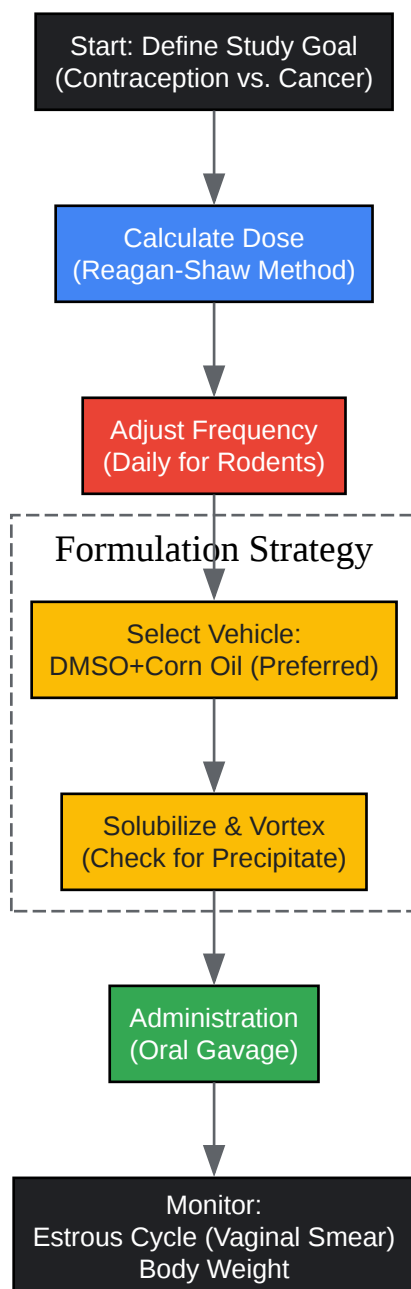 Start: Define Study Goal
(Contraception vs. Cancer)
Calculate Dose
(Reagan-Shaw Method)
Adjust Frequency
(Daily for Rodents)
Formulation Strategy
Select Vehicle:
DMSO+Corn Oil (Preferred)
Solubilize & Vortex
(Check for Precipitate)
Administration
(Oral Gavage)
Monitor:
Estrous Cycle (Vaginal Smear)
Body Weight